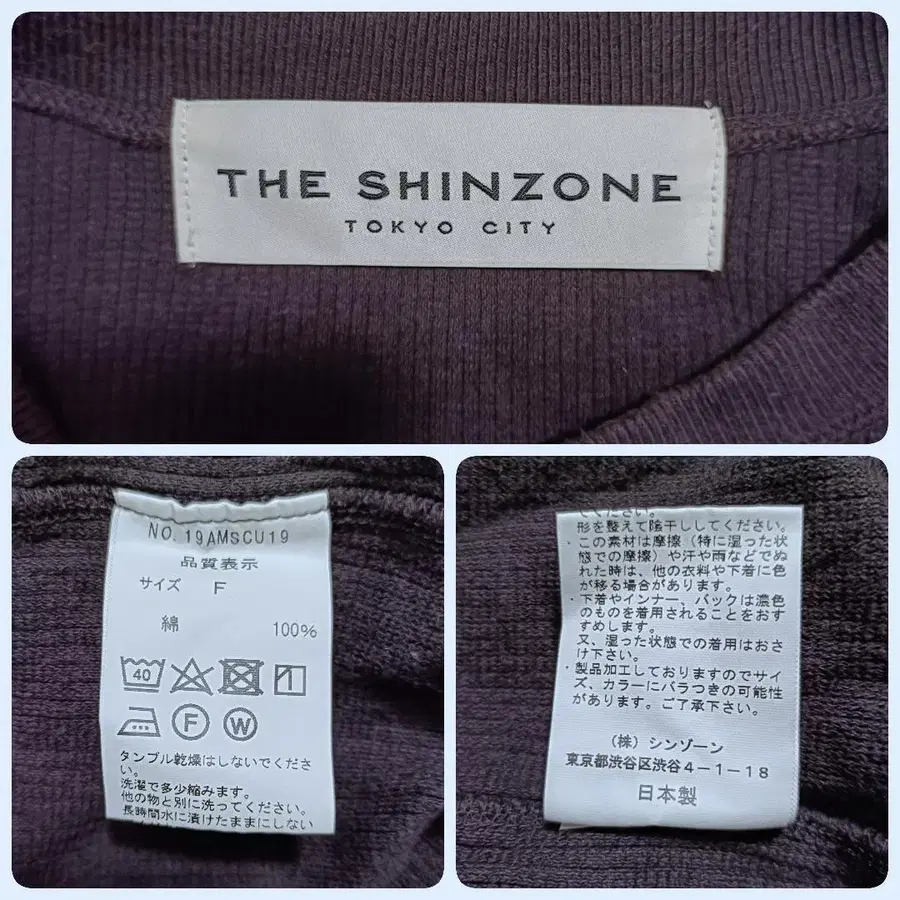 THE SHINZONE
TOKYO CITY
NO. 19AMSCU19
品質表示
サイズ F
綿 100%
40
F
W
タンブル乾燥はしないでくださ
い。
洗濯で多少縮みます。
他の物と別に洗ってください。
長時間水に漬けたままにしない
でください。
形を整えて陰干ししてください。
・この素材は摩擦（特に湿った状
態での摩擦）や汗や雨などでぬ
れた時は、他の衣料や下着に色
が移る場合があります。
・下着やインナー、バックは濃色
のものを着用されることをおす
すめします。
又、湿った状態での着用はおさ
け下さい。
・製品加工しておりますのでサイ
ズ、カラーにバラつきの可能性
があります。ご了承下さい。
（株）シンゾーン
東京都渋谷区渋谷4－1－18
日本製